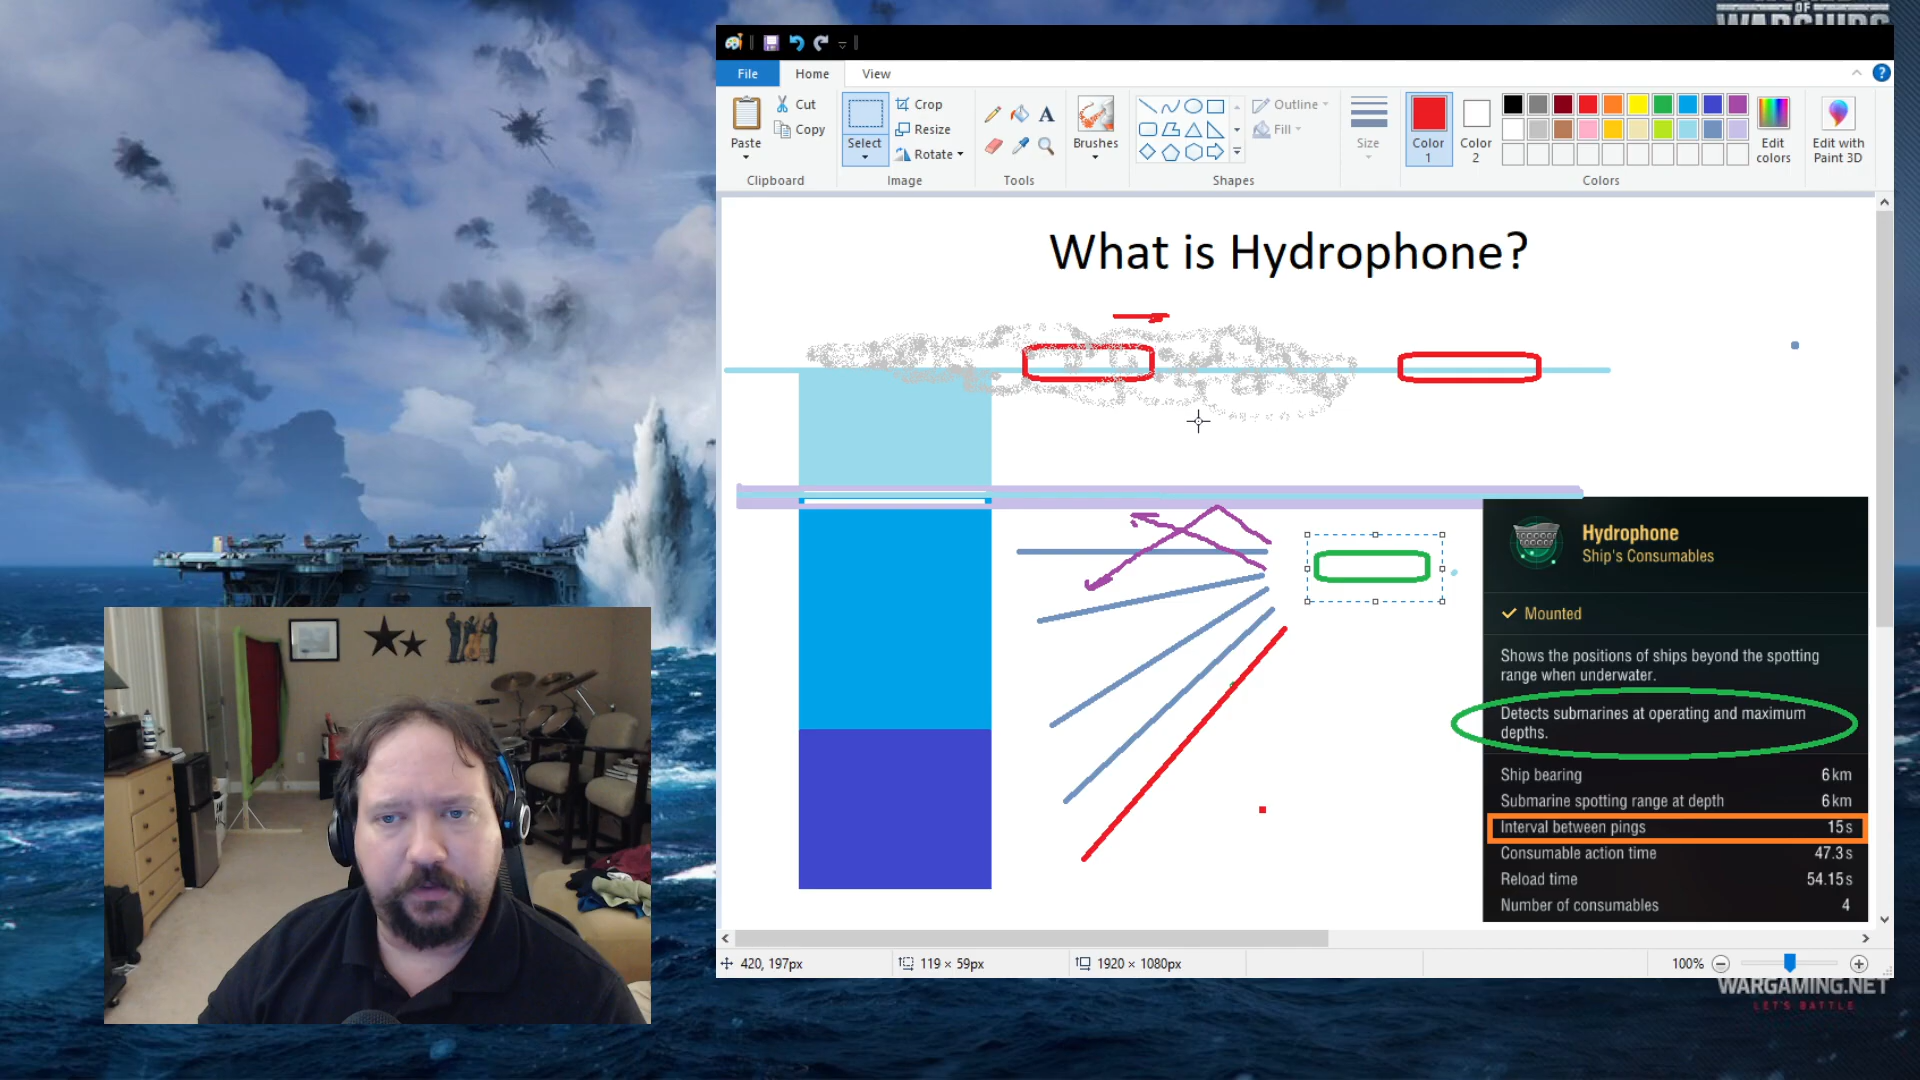 OF
WARSHIPS
File
Home
View
Paste
Cut
Copy
Clipboard
Select
Crop
Resize
Rotate
Image
A
Tools
Brushes
Outline
Fill
Shapes
Size
Color
1
Color
2
Edit
colors
Colors
Edit with
Paint 3D
What is Hydrophone?
Hydrophone
Ship's Consumables
Mounted
Shows the positions of ships beyond the spotting
range when underwater.
Detects submarines at operating and maximum
depths.
Ship bearing 6 km
Submarine spotting range at depth 6 km
Interval between pings 15 s
Consumable action time 47.3 s
Reload time 54.15 s
Number of consumables 4
420, 197px
119 × 59px
1920 × 1080px
100%
WARGAMING.NET
LET'S BATTLE